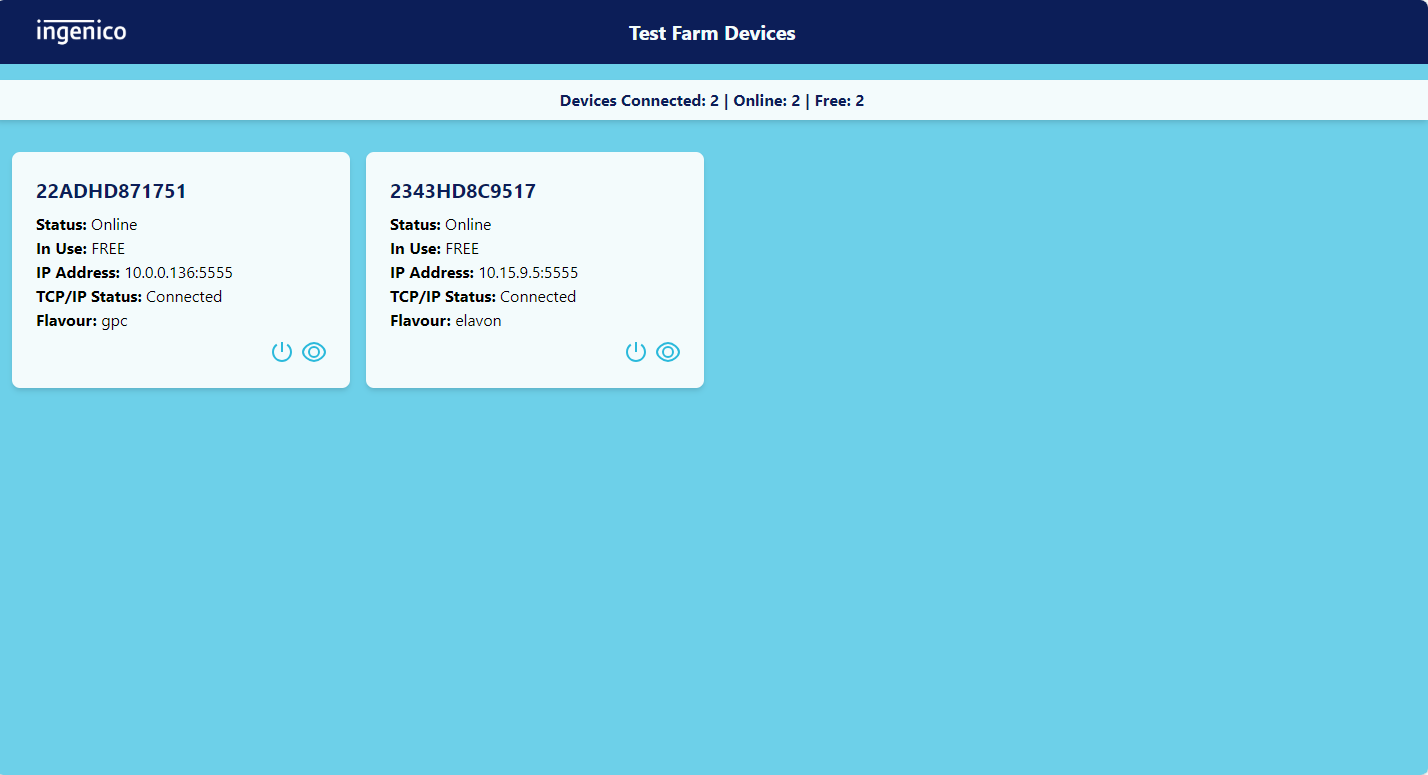 ingenico
Test Farm Devices
Devices Connected: 2 | Online: 2 | Free: 2
22ADHD871751
Status: Online
In Use: FREE
IP Address: 10.0.0.136:5555
TCP/IP Status: Connected
Flavour: gpc
2343HD8C9517
Status: Online
In Use: FREE
IP Address: 10.15.9.5:5555
TCP/IP Status: Connected
Flavour: elavon